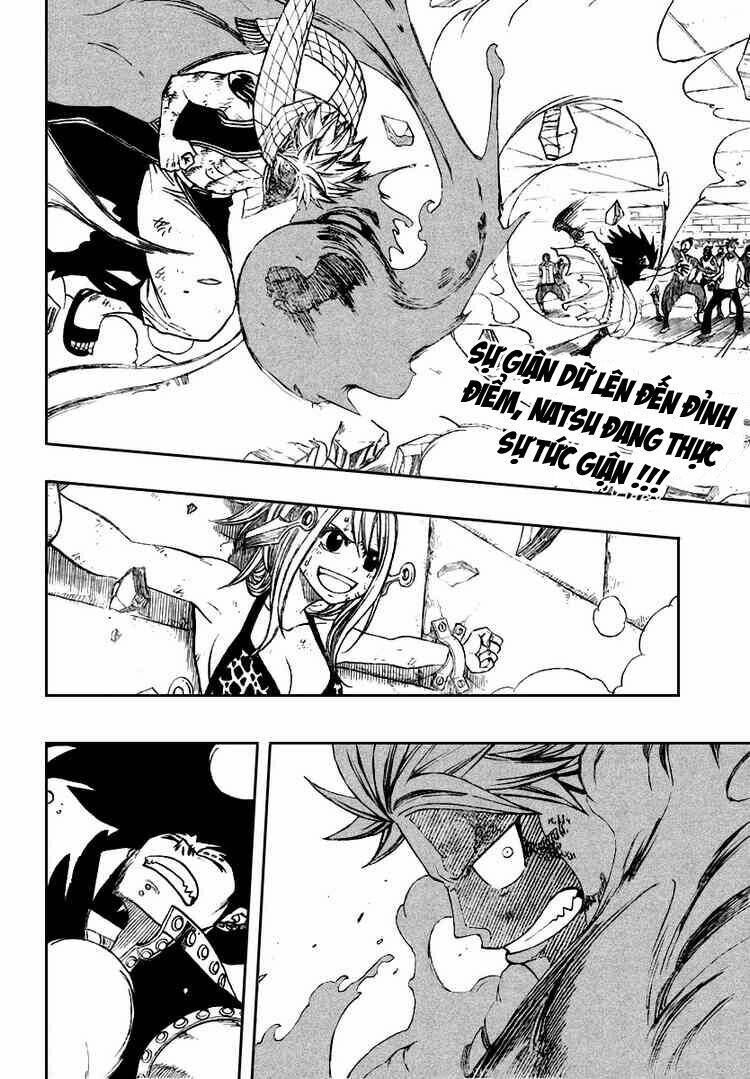 SỰ GIẬN DỮ LÊN ĐẾN ĐỈNH
ĐIỂM, NATSU ĐANG THỰC
SỰ TỨC GIẬN !!!